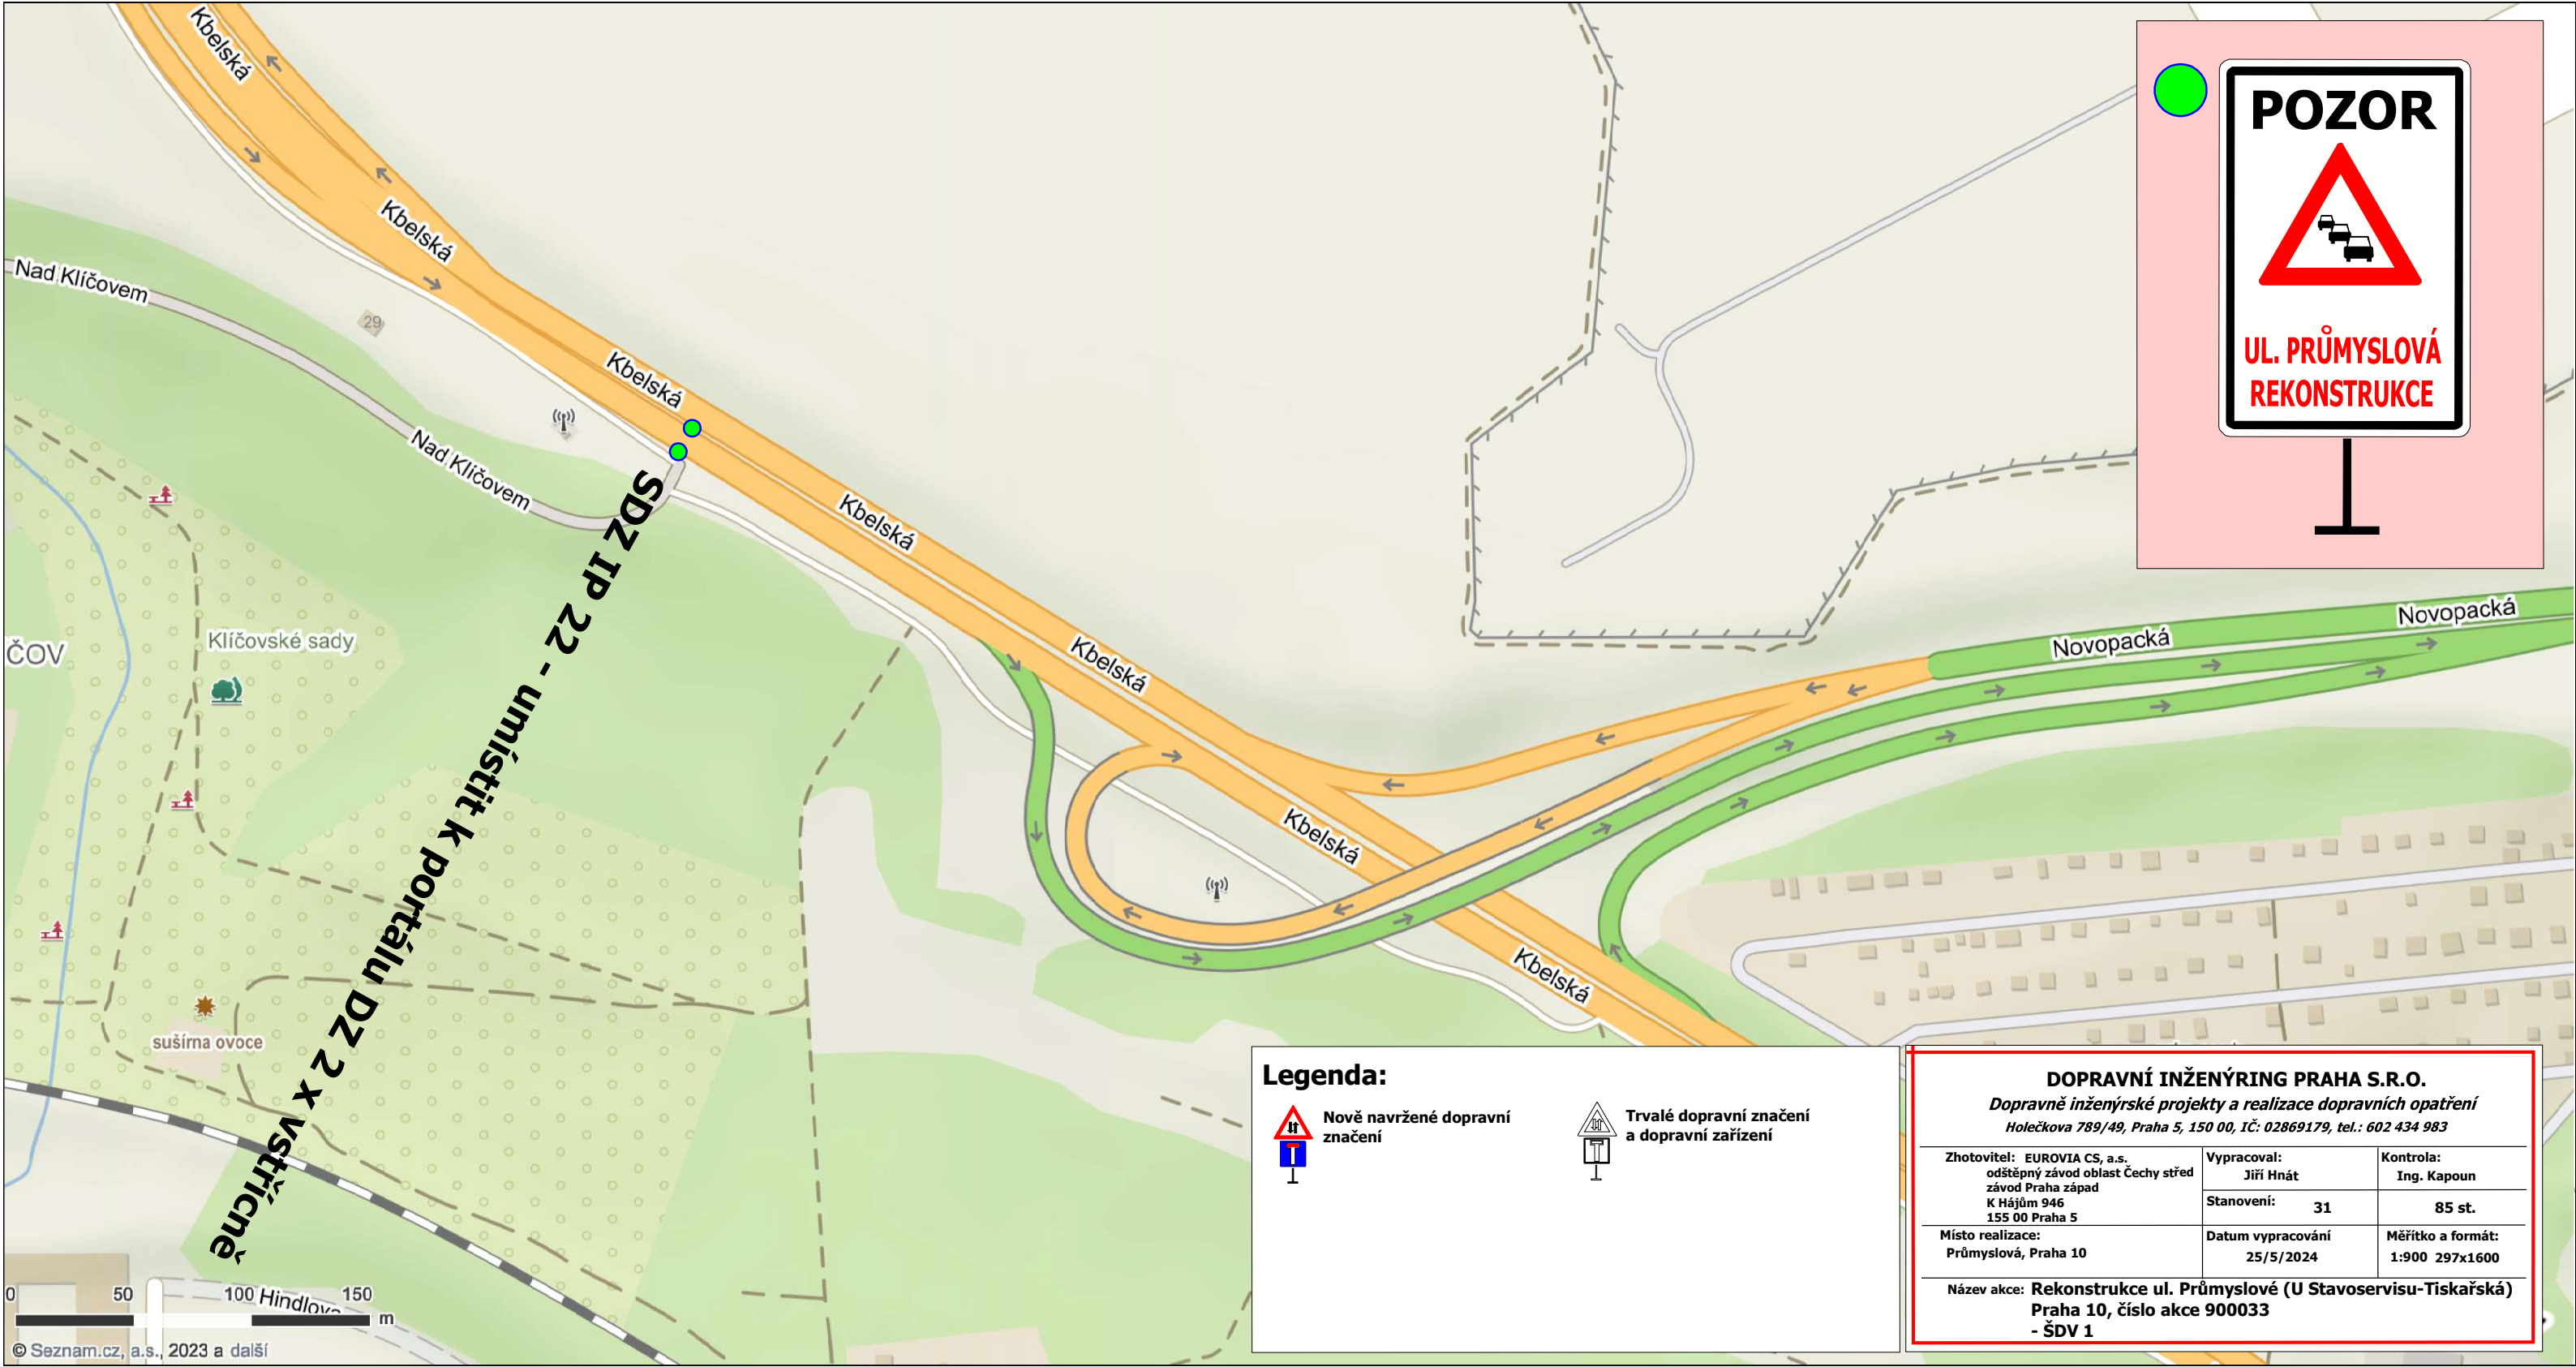 Kbelská
Kbelská
Nad Klíčovem
29
Kbelská
Nad Klíčovem
Kbelská
Kbelská
Kbelská
Kbelská
Novopacká
Novopacká
ČOV
Klíčovské sady
sušírna ovoce
SDZ IP 22 - umístit k portálu DZ 2 x vstřícně
POZOR
UL. PRŮMYSLOVÁ
REKONSTRUKCE
0 50 100 150 m
Hindlova
© Seznam.cz, a.s., 2023 a další
Legenda:
Nově navržené dopravní
značení
Trvalé dopravní značení
a dopravní zařízení
DOPRAVNÍ INŽENÝRING PRAHA S.R.O.
Dopravně inženýrské projekty a realizace dopravních opatření
Holečkova 789/49, Praha 5, 150 00, IČ: 02869179, tel.: 602 434 983
Zhotovitel: EUROVIA CS, a.s.
odštěpný závod oblast Čechy střed
závod Praha západ
K Hájům 946
155 00 Praha 5
Vypracoval:
Jiří Hnát
Kontrola:
Ing. Kapoun
Stanovení: 31
85 st.
Místo realizace:
Průmyslová, Praha 10
Datum vypracování
25/5/2024
Měřítko a formát:
1:900 297x1600
Název akce: Rekonstrukce ul. Průmyslové (U Stavoservisu-Tiskařská)
Praha 10, číslo akce 900033
- ŠDV 1